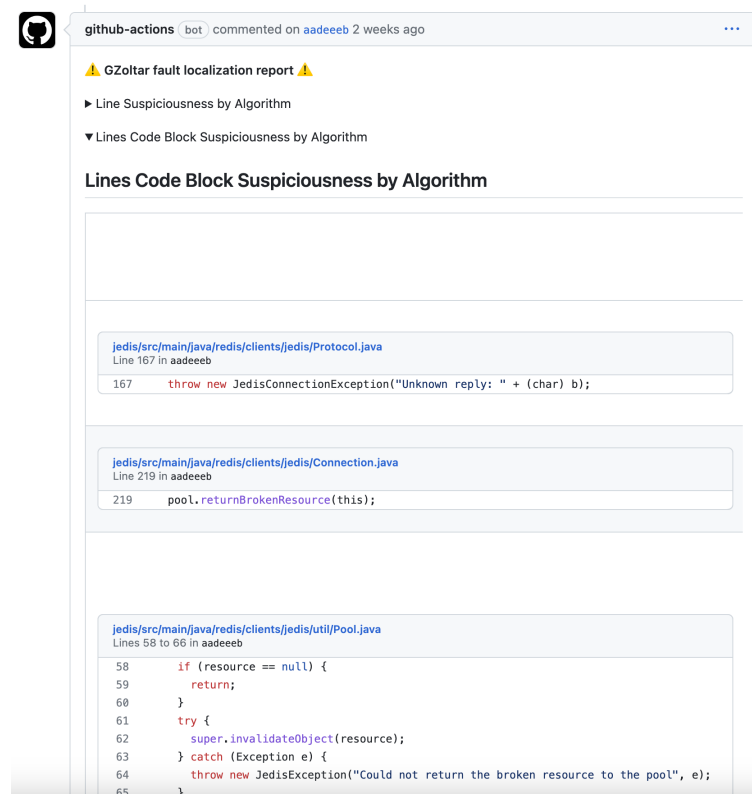 github-actions bot commented on aadeeeb 2 weeks ago
⚠️ GZoltar fault localization report ⚠️
▶ Line Suspiciousness by Algorithm
▼ Lines Code Block Suspiciousness by Algorithm
Lines Code Block Suspiciousness by Algorithm
jedis/src/main/java/redis/clients/jedis/Protocol.java
Line 167 in aadeeeb
167 throw new JedisConnectionException("Unknown reply: " + (char) b);
jedis/src/main/java/redis/clients/jedis/Connection.java
Line 219 in aadeeeb
219 pool.returnBrokenResource(this);
jedis/src/main/java/redis/clients/jedis/util/Pool.java
Lines 58 to 66 in aadeeeb
58 if (resource == null) {
59 return;
60 }
61 try {
62 super.invalidateObject(resource);
63 } catch (Exception e) {
64 throw new JedisException("Could not return the broken resource to the pool", e);
65 }